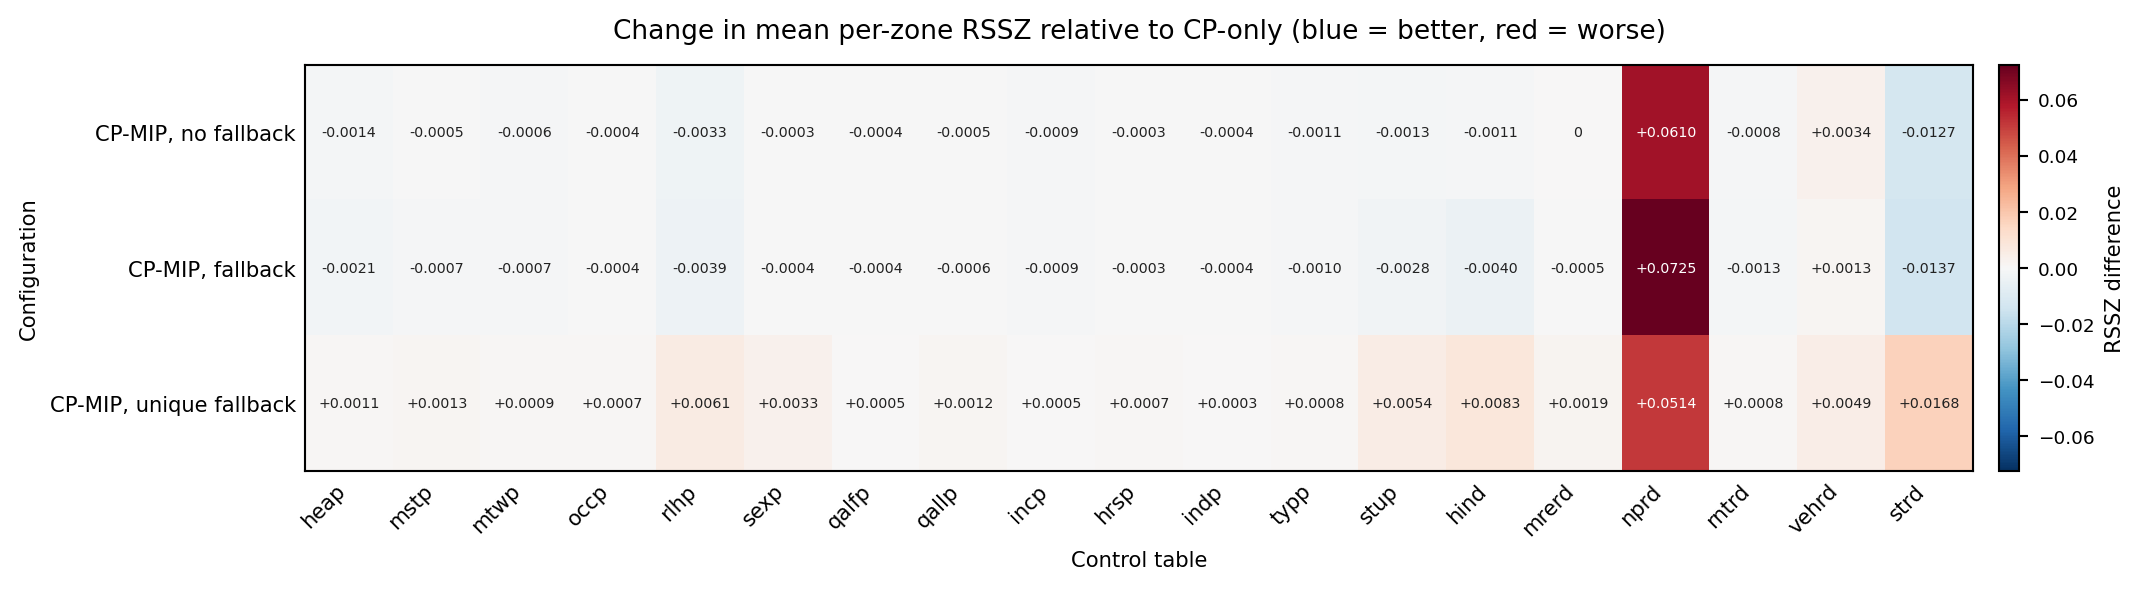 Change in mean per-zone RSSZ relative to CP-only (blue = better, red = worse)
Configuration
CP-MIP, no fallback -0.0014 -0.0005 -0.0006 -0.0004 -0.0033 -0.0003 -0.0004 -0.0005 -0.0009 -0.0003 -0.0004 -0.0011 -0.0013 -0.0011 0 +0.0610 -0.0008 +0.0034 -0.0127
CP-MIP, fallback -0.0021 -0.0007 -0.0007 -0.0004 -0.0039 -0.0004 -0.0004 -0.0006 -0.0009 -0.0003 -0.0004 -0.0010 -0.0028 -0.0040 -0.0005 +0.0725 -0.0013 +0.0013 -0.0137
CP-MIP, unique fallback +0.0011 +0.0013 +0.0009 +0.0007 +0.0061 +0.0033 +0.0005 +0.0012 +0.0005 +0.0007 +0.0003 +0.0008 +0.0054 +0.0083 +0.0019 +0.0514 +0.0008 +0.0049 +0.0168
heap mstp mtwp occp rlhp sexp qalfp qallp incp hrsp indp typp stup hind mrerd nprd mtrd vehrd strd
Control table
0.06
0.04
0.02
0.00
−0.02
−0.04
−0.06
RSSZ difference